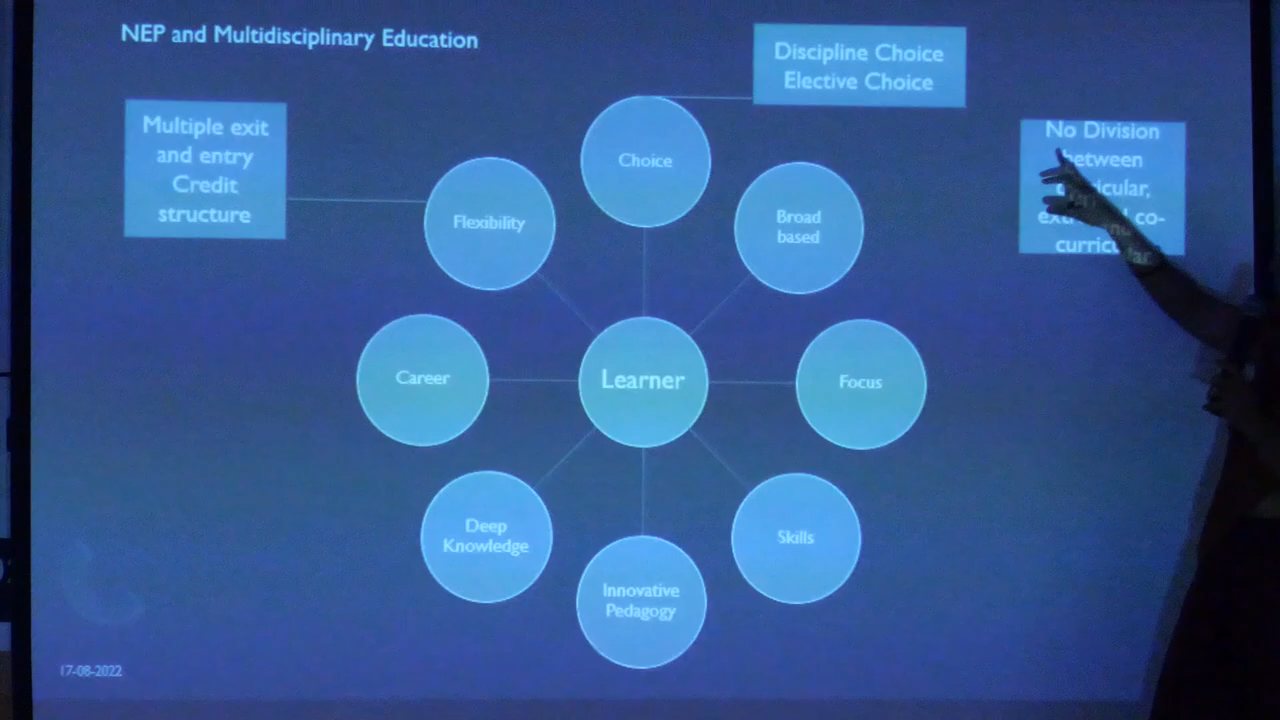 NEP and Multidisciplinary Education
Discipline Choice
Elective Choice
Multiple exit
and entry
Credit
structure
No Division
between
co-
Choice
Flexibility
Broad
based
Career
Learner
Focus
Deep
Knowledge
Skills
Innovative
Pedagogy
17-08-2022